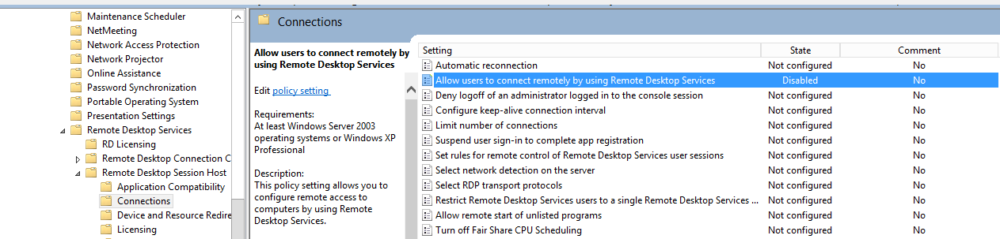 Maintenance Scheduler
NetMeeting
Network Access Protection
Network Projector
Online Assistance
Password Synchronization
Portable Operating System
Presentation Settings
Remote Desktop Services
RD Licensing
Remote Desktop Connection C
Remote Desktop Session Host
Application Compatibility
Connections
Device and Resource Redire
Licensing
Connections
Allow users to connect remotely by
using Remote Desktop Services
Edit policy setting
Requirements:
At least Windows Server 2003
operating systems or Windows XP
Professional
Description:
This policy setting allows you to
configure remote access to
computers by using Remote
Desktop Services.
Setting State Comment
Automatic reconnection Not configured No
Allow users to connect remotely by using Remote Desktop Services Disabled No
Deny logoff of an administrator logged in to the console session Not configured No
Configure keep-alive connection interval Not configured No
Limit number of connections Not configured No
Suspend user sign-in to complete app registration Not configured No
Set rules for remote control of Remote Desktop Services user sessions Not configured No
Select network detection on the server Not configured No
Select RDP transport protocols Not configured No
Restrict Remote Desktop Services users to a single Remote Desktop Services ... Not configured No
Allow remote start of unlisted programs Not configured No
Turn off Fair Share CPU Scheduling Not configured No